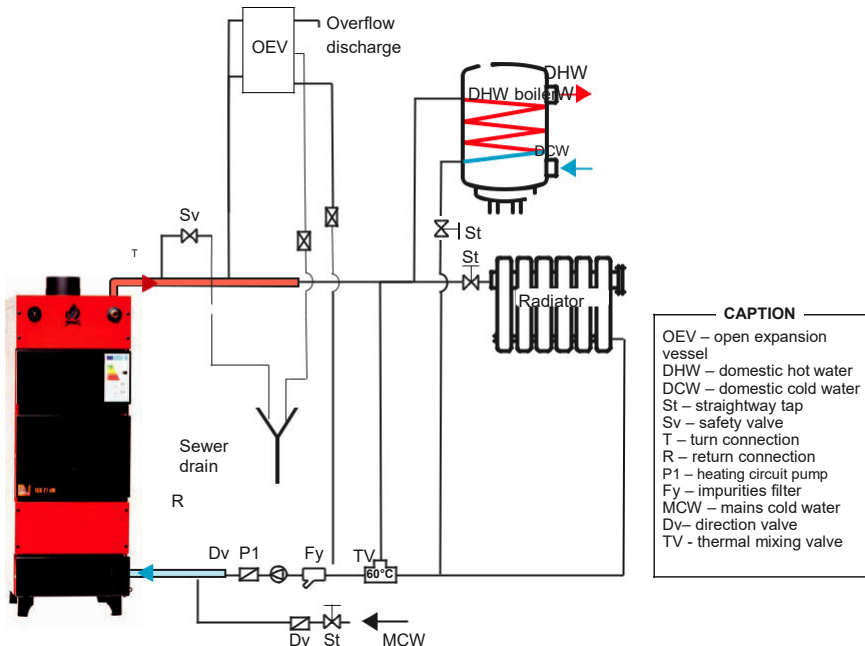 OEV
Overflow
discharge
DHW
DHW boilerW
DCW
Sv
St
T
St
Radiator
Sewer
drain
R
Dv P1 Fy TV
60°C
Dv St MCW
CAPTION
OEV – open expansion
vessel
DHW – domestic hot water
DCW – domestic cold water
St – straightway tap
Sv – safety valve
T – turn connection
R – return connection
P1 – heating circuit pump
Fy – impurities filter
MCW – mains cold water
Dv– direction valve
TV - thermal mixing valve